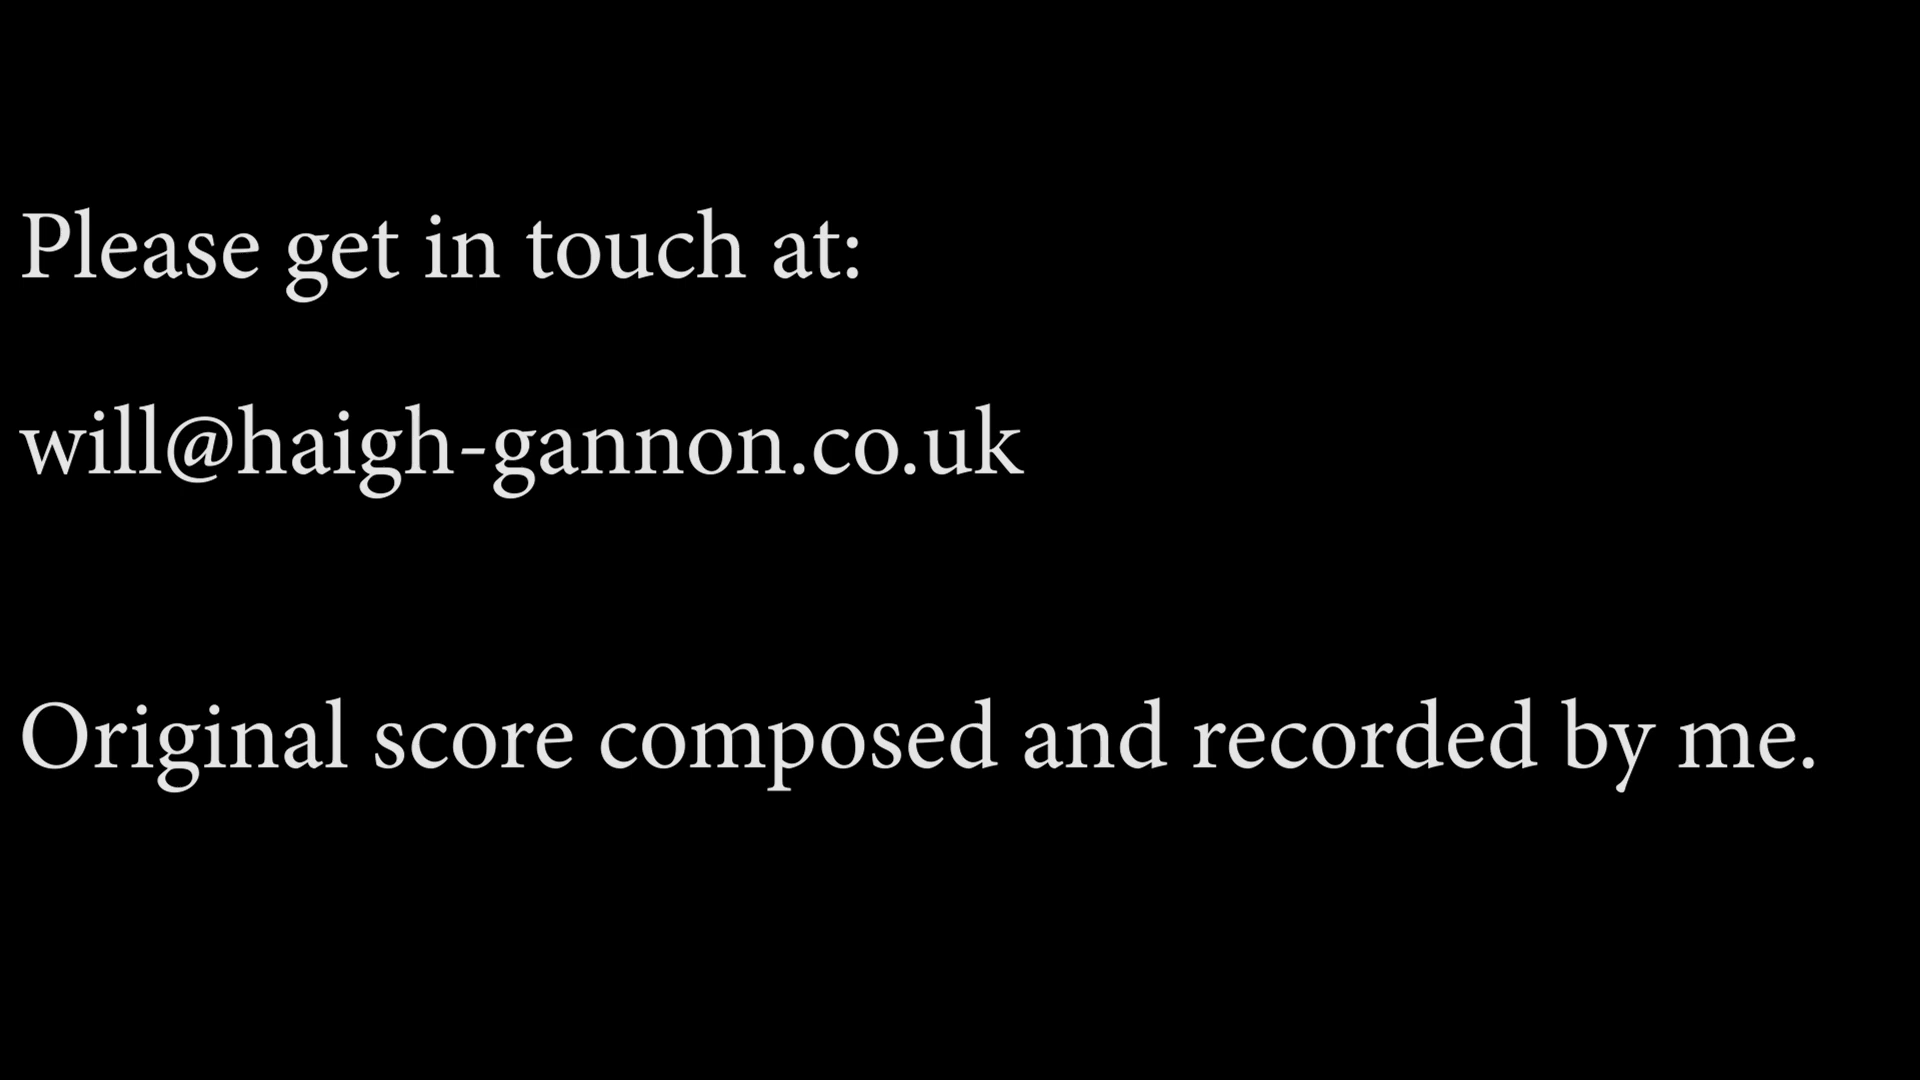 Please get in touch at:
will@haigh-gannon.co.uk
Original score composed and recorded by me.